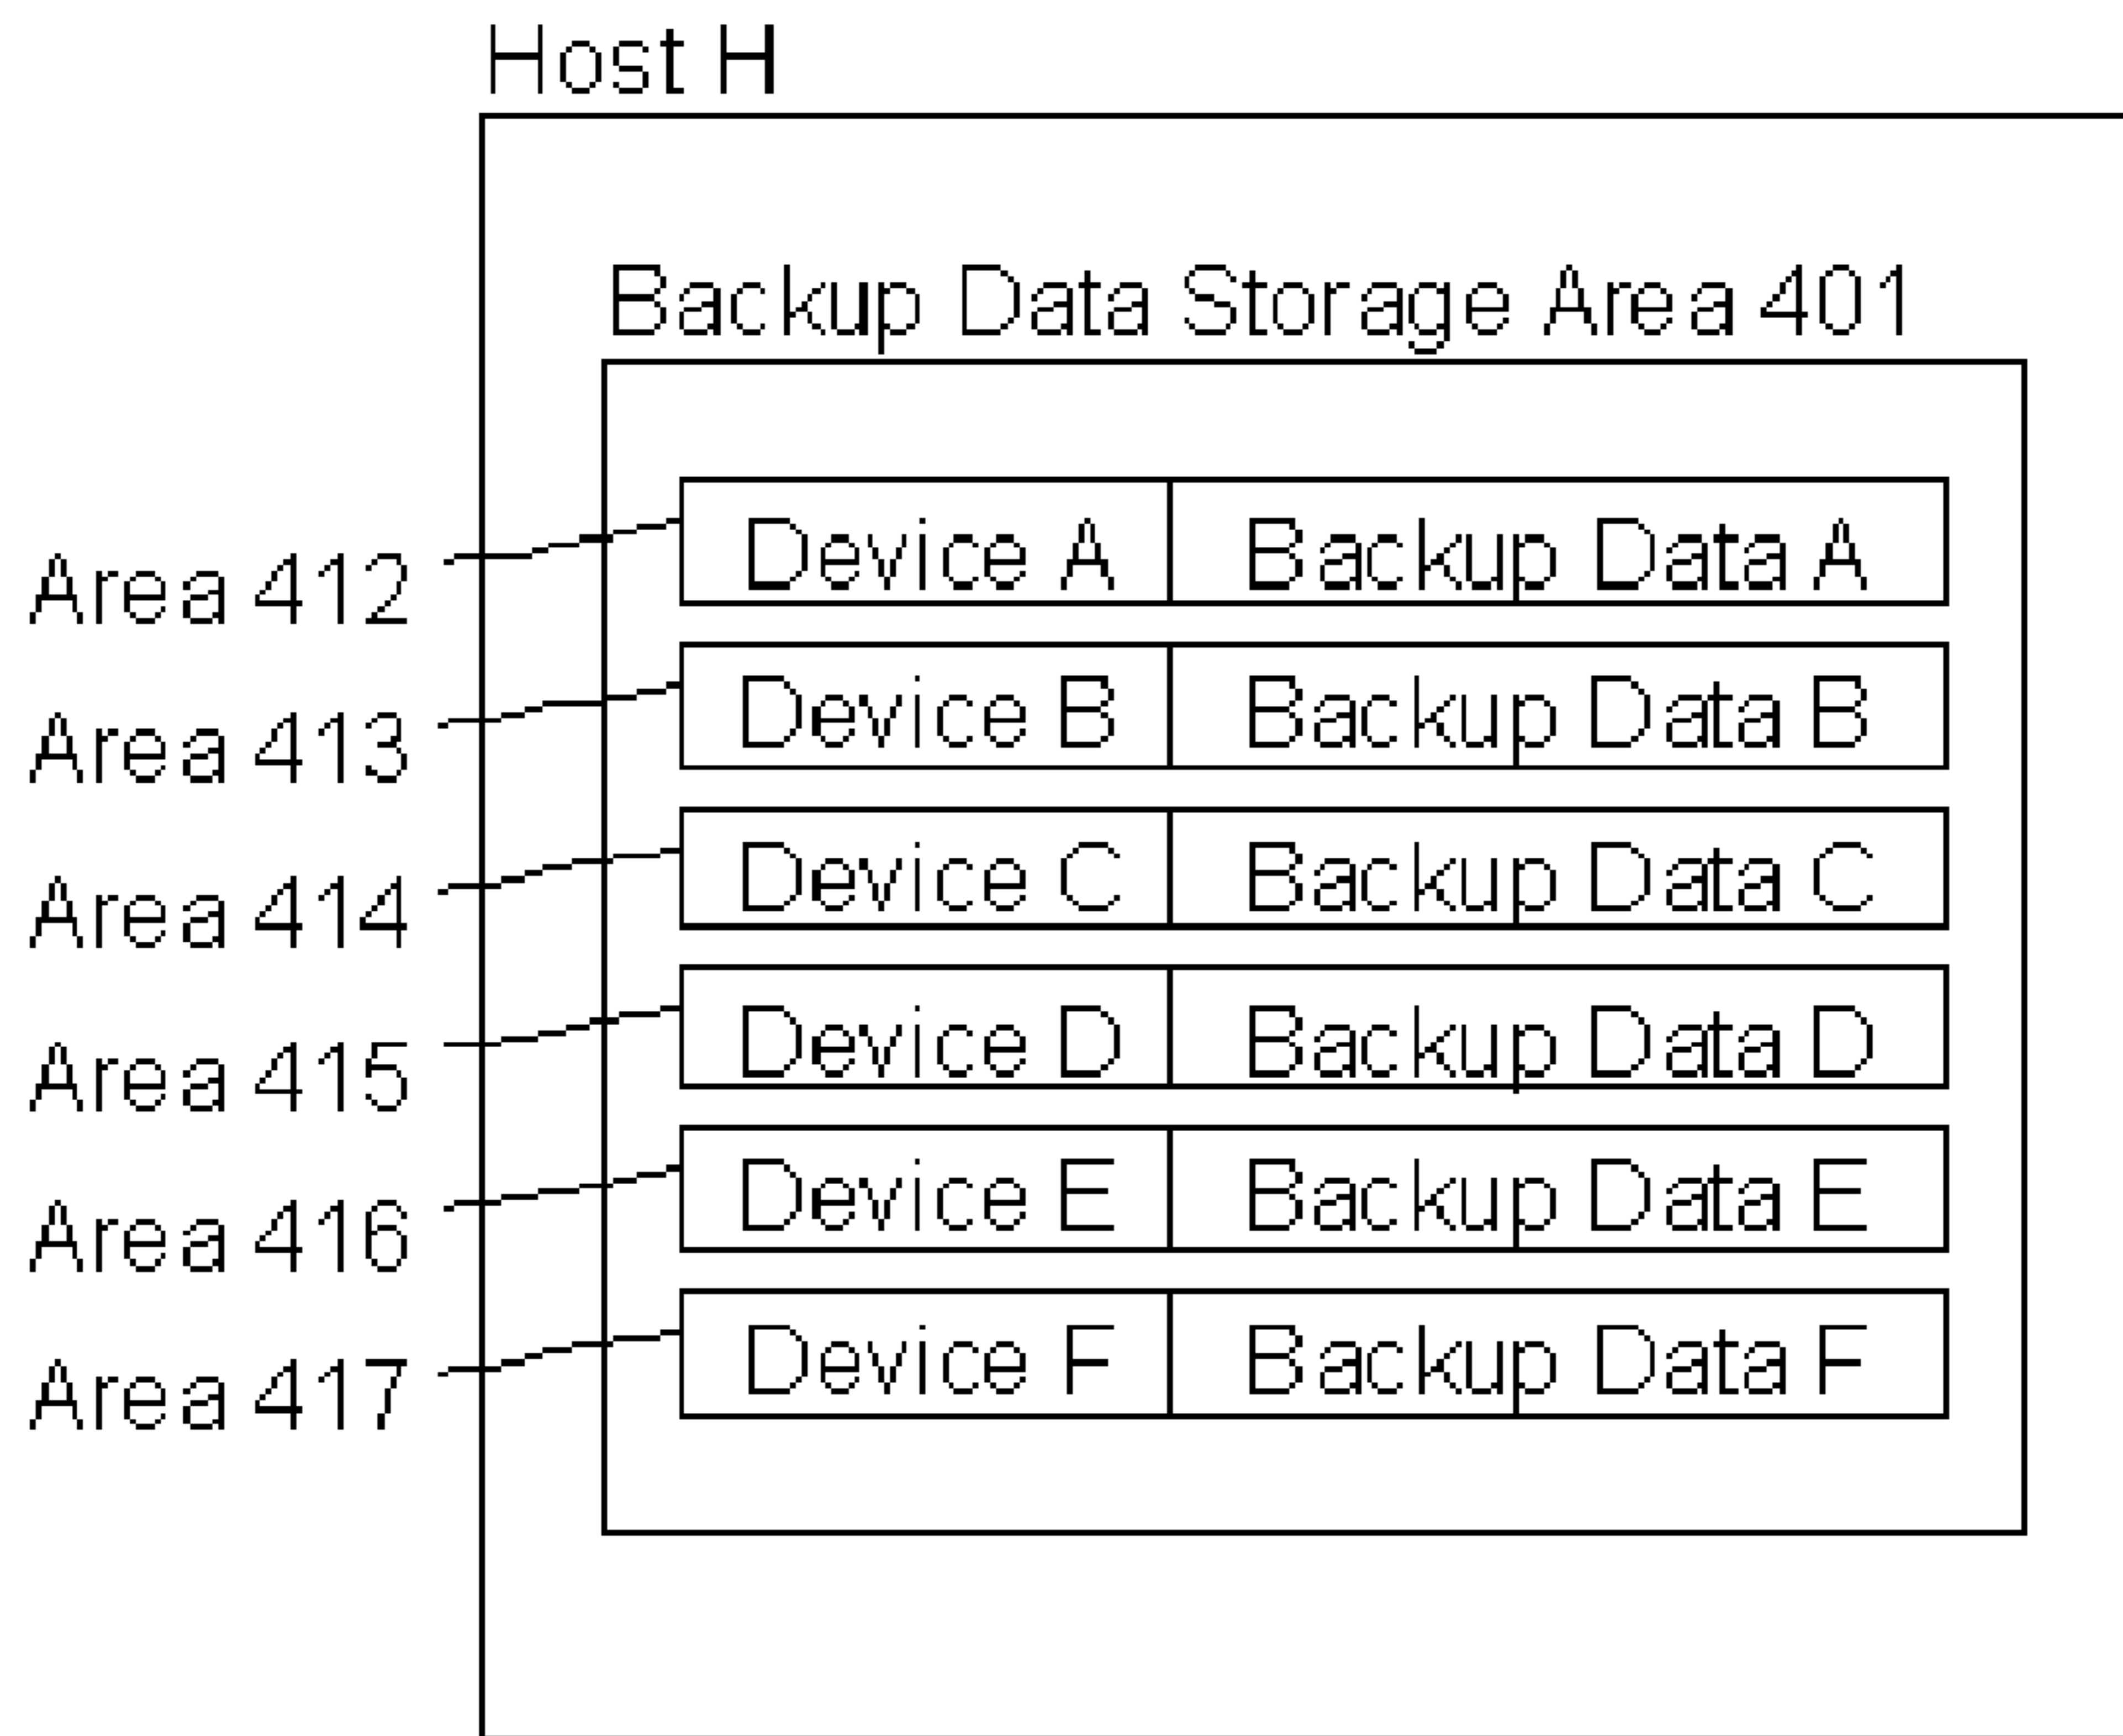 Host H
Backup Data Storage Area 401
Area 412 Device A Backup Data A
Area 413 Device B Backup Data B
Area 414 Device C Backup Data C
Area 415 Device D Backup Data D
Area 416 Device E Backup Data E
Area 417 Device F Backup Data F